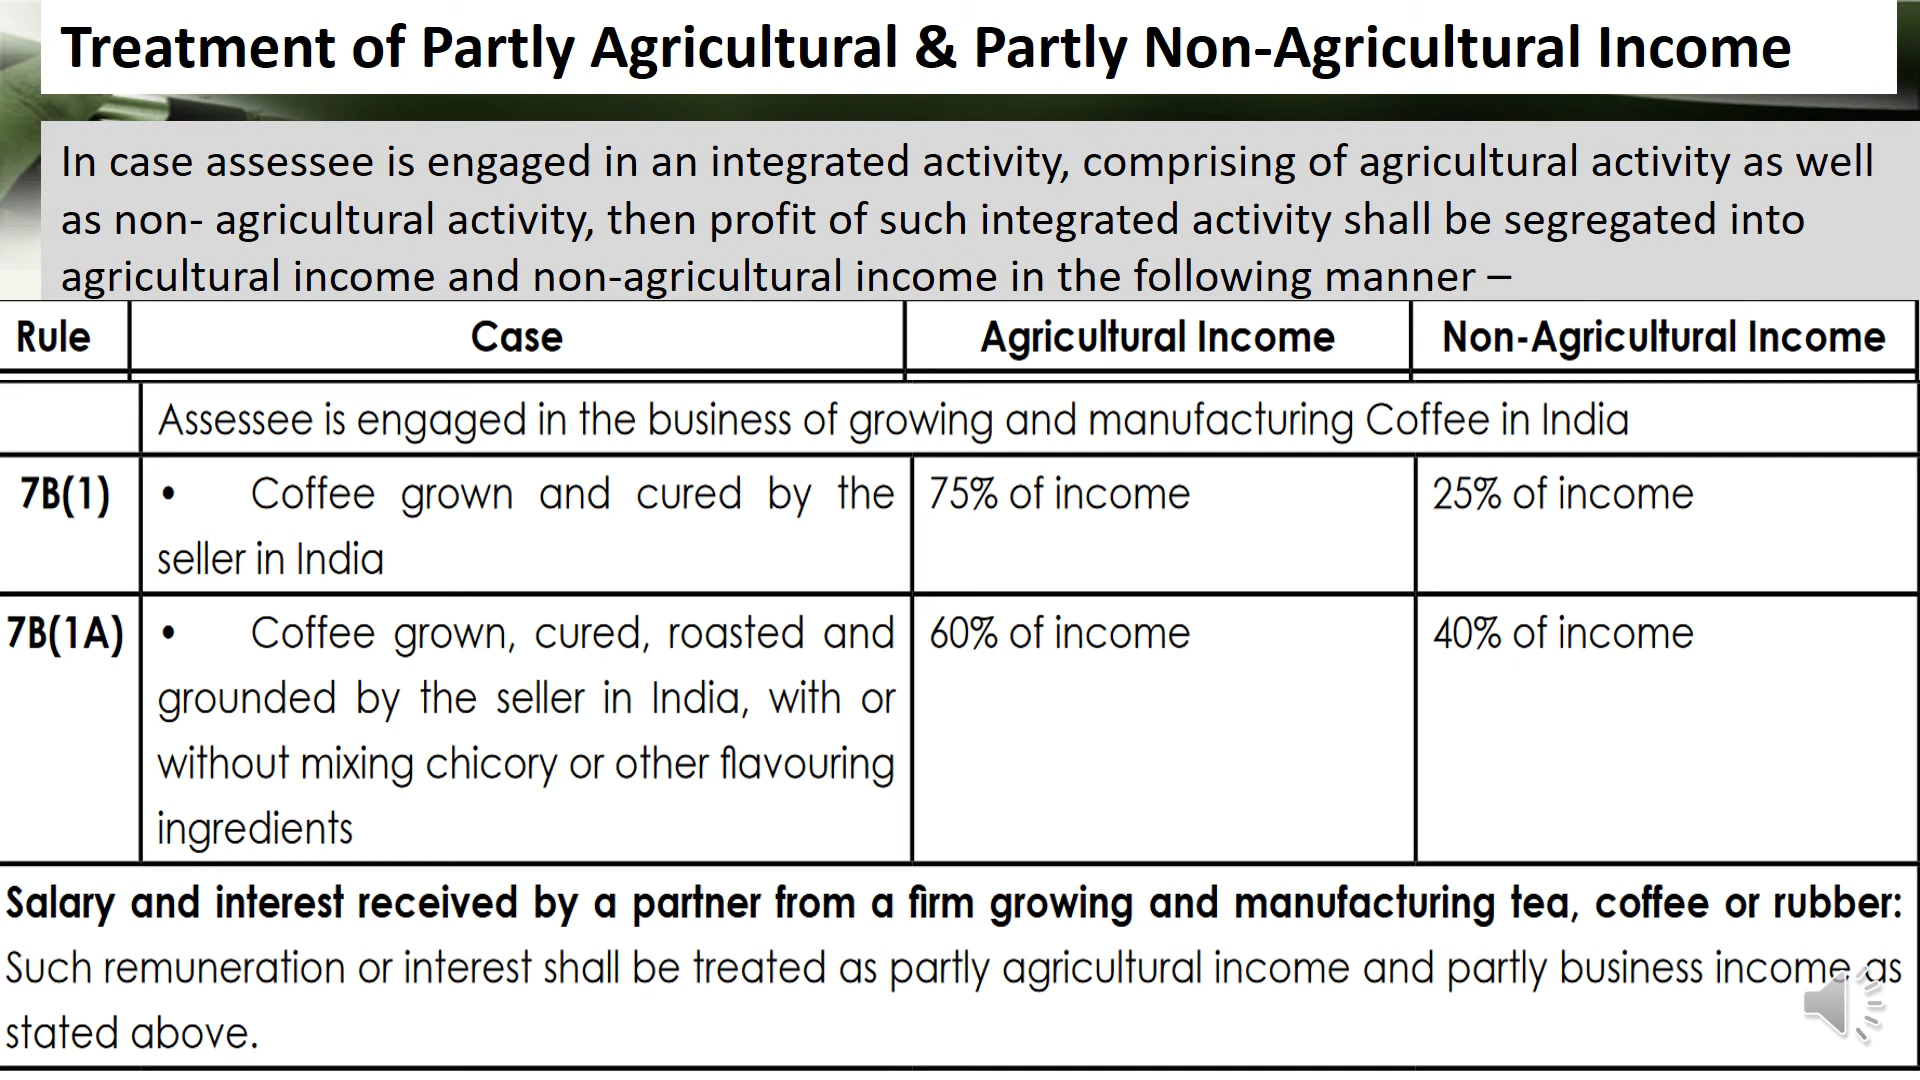 Treatment of Partly Agricultural & Partly Non-Agricultural Income
In case assessee is engaged in an integrated activity, comprising of agricultural activity as well
as non- agricultural activity, then profit of such integrated activity shall be segregated into
agricultural income and non-agricultural income in the following manner –
Rule Case Agricultural Income Non-Agricultural Income
Assessee is engaged in the business of growing and manufacturing Coffee in India
7B(1) • Coffee grown and cured by the 75% of income 25% of income
seller in India
7B(1A) • Coffee grown, cured, roasted and 60% of income 40% of income
grounded by the seller in India, with or
without mixing chicory or other flavouring
ingredients
Salary and interest received by a partner from a firm growing and manufacturing tea, coffee or rubber:
Such remuneration or interest shall be treated as partly agricultural income and partly business income as
stated above.